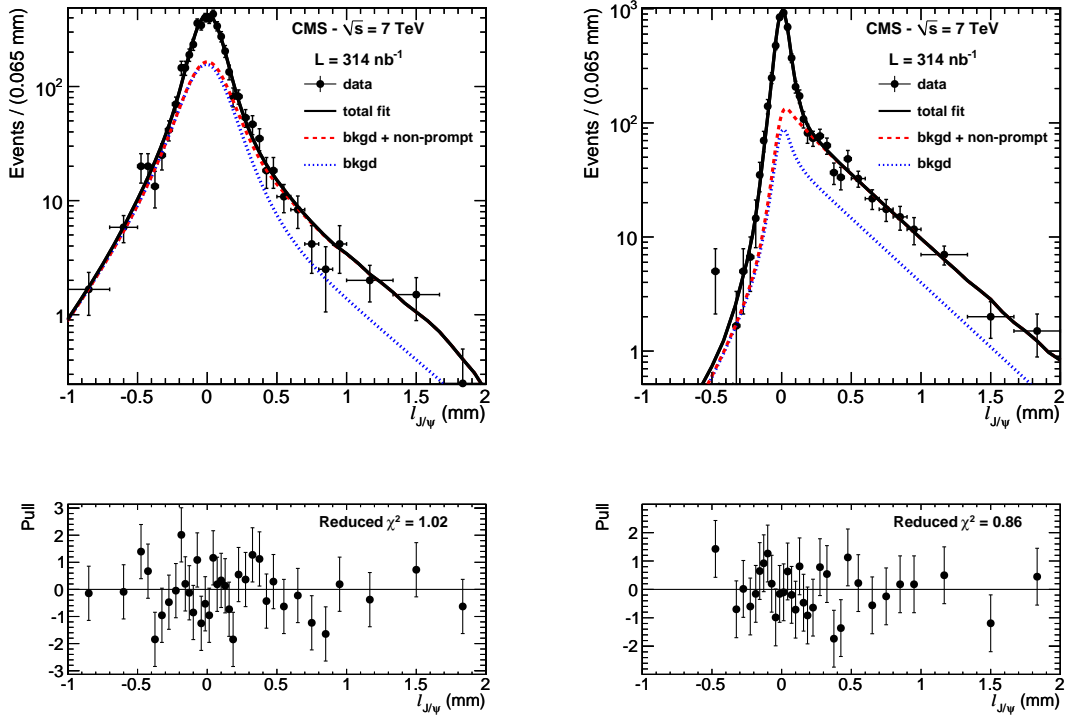 CMS - √s = 7 TeV
L = 314 nb⁻¹
data
total fit
bkgd + non-prompt
bkgd
Events / (0.065 mm)
10²
10
1
-1 -0.5 0 0.5 1 1.5 2
l J/ψ (mm)
CMS - √s = 7 TeV
L = 314 nb⁻¹
data
total fit
bkgd + non-prompt
bkgd
Events / (0.065 mm)
10³
10²
10
1
-1 -0.5 0 0.5 1 1.5 2
l J/ψ (mm)
Reduced χ² = 1.02
Pull
3
2
1
0
-1
-2
-3
-1 -0.5 0 0.5 1 1.5 2
l J/ψ (mm)
Reduced χ² = 0.86
Pull
2
1
0
-1
-2
-1 -0.5 0 0.5 1 1.5 2
l J/ψ (mm)